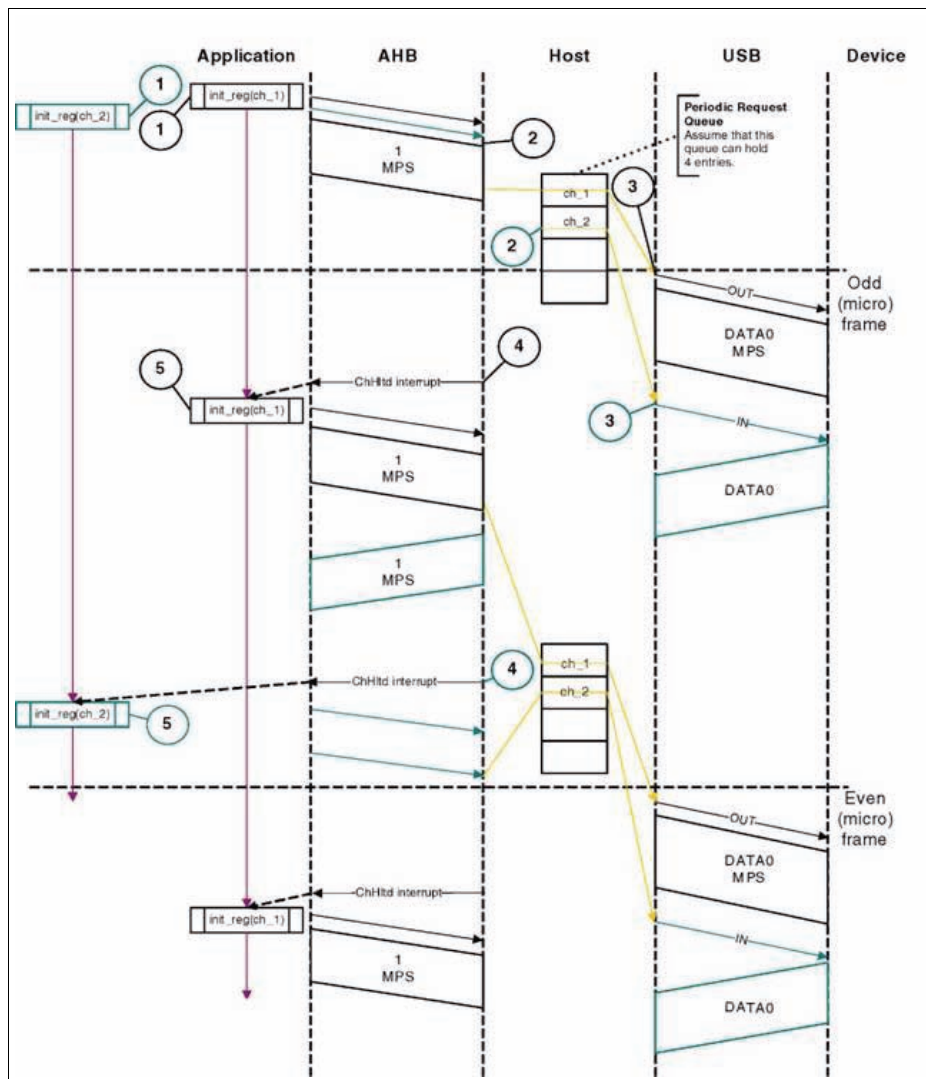 Application AHB Host USB Device
1
1
init_reg(ch_2)
init_reg(ch_1)
Periodic Request
Queue
Assume that this
queue can hold
4 entries.
2
1
MPS
3
ch_1
ch_2
2
OUT
Odd
(micro)
frame
DATA0
MPS
4
5
ChHltd interrupt
init_reg(ch_1)
3
IN
1
MPS
DATA0
1
MPS
ch_1
4
ChHltd interrupt
ch_2
init_reg(ch_2)
5
Even
(micro)
frame
OUT
DATA0
MPS
ChHltd interrupt
init_reg(ch_1)
IN
1
MPS
DATA0